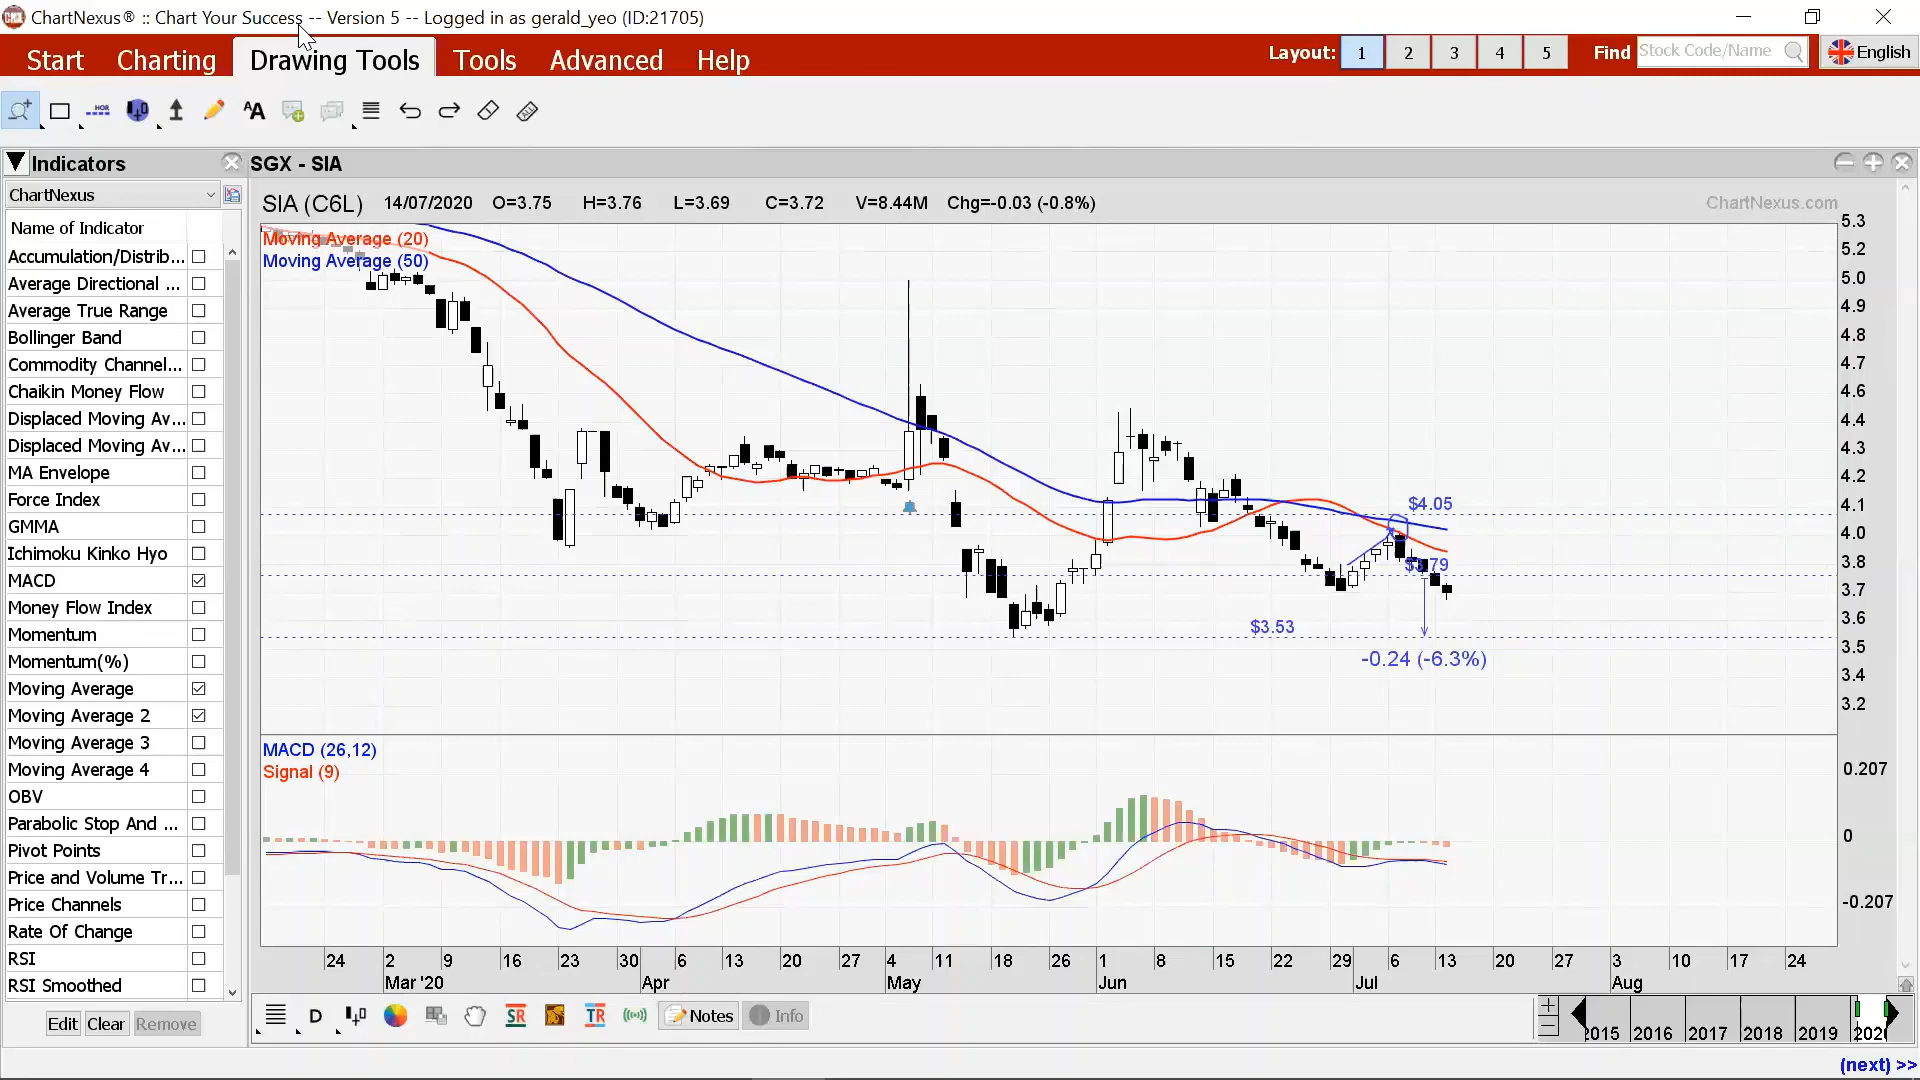 ChartNexus® :: Chart Your Success -- Version 5 -- Logged in as gerald_yeo (ID:21705)
Start Charting Drawing Tools Tools Advanced Help Layout: 1 2 3 4 5 Find Stock Code/Name English
HOR AA
Indicators
SGX - SIA
ChartNexus
SIA (C6L) 14/07/2020 O=3.75 H=3.76 L=3.69 C=3.72 V=8.44M Chg=-0.03 (-0.8%) ChartNexus.com
Name of Indicator
Accumulation/Distrib...
Average Directional ...
Average True Range
Bollinger Band
Commodity Channel...
Chaikin Money Flow
Displaced Moving Av...
Displaced Moving Av...
MA Envelope
Force Index
GMMA
Ichimoku Kinko Hyo
MACD
Money Flow Index
Momentum
Momentum(%)
Moving Average
Moving Average 2
Moving Average 3
Moving Average 4
OBV
Parabolic Stop And ...
Pivot Points
Price and Volume Tr...
Price Channels
Rate Of Change
RSI
RSI Smoothed
Edit Clear Remove
Moving Average (20)
Moving Average (50)
$4.05
$3.79
$3.53
-0.24 (-6.3%)
5.3
5.2
5.0
4.9
4.8
4.7
4.6
4.4
4.3
4.2
4.1
4.0
3.8
3.7
3.6
3.5
3.4
3.2
MACD (26,12)
Signal (9)
0.207
0
-0.207
24 2 9 16 23 30 6 13 20 27 4 11 18 26 1 8 15 22 29 6 13 20 27 3 10 17 24
Mar '20 Apr May Jun Jul Aug
D SR TR Notes Info
2015 2016 2017 2018 2019 202
(next) >>